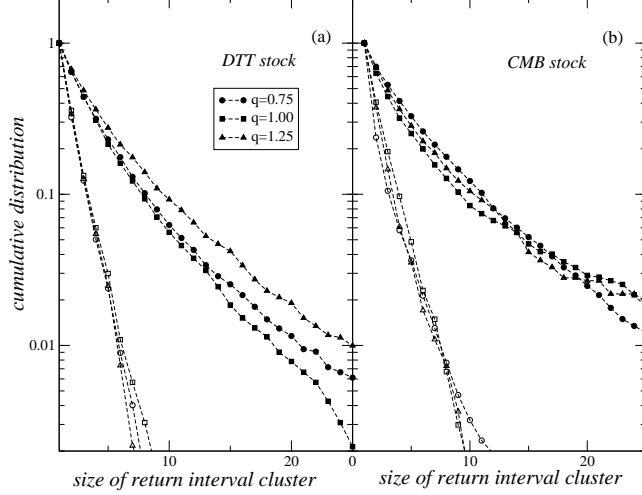 (a)
DTT stock
q=0.75
q=1.00
q=1.25
(b)
CMB stock
cumulative distribution
1
0.1
0.01
10
20
0
10
20
size of return interval cluster
size of return interval cluster